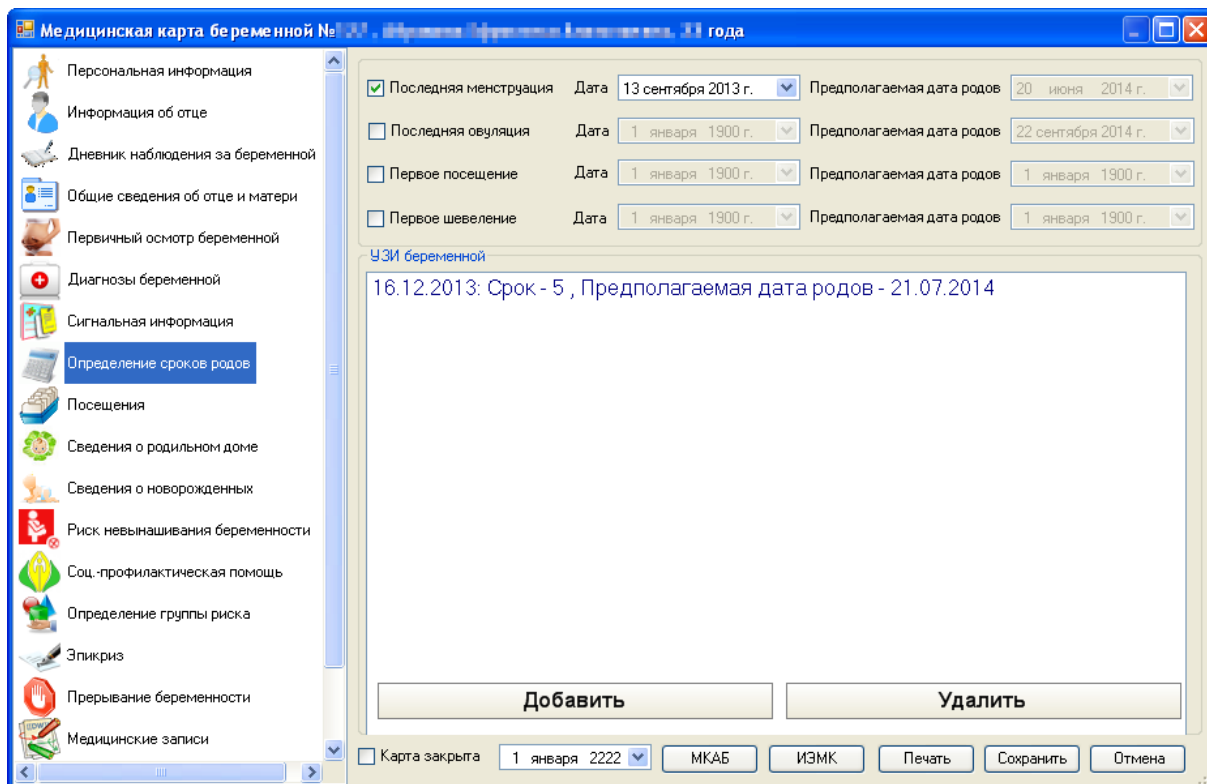 Медицинская карта беременной № года
Персональная информация
Информация об отце
Дневник наблюдения за беременной
Общие сведения об отце и матери
Первичный осмотр беременной
Диагнозы беременной
Сигнальная информация
Определение сроков родов
Посещения
Сведения о родильном доме
Сведения о новорожденных
Риск невынашивания беременности
Соц.-профилактическая помощь
Определение группы риска
Эпикриз
Прерывание беременности
Медицинские записи
Последняя менструация Дата 13 сентября 2013 г. Предполагаемая дата родов 20 июня 2014 г.
Последняя овуляция Дата 1 января 1900 г. Предполагаемая дата родов 22 сентября 2014 г.
Первое посещение Дата 1 января 1900 г. Предполагаемая дата родов 1 января 1900 г.
Первое шевеление Дата 1 января 1900 г. Предполагаемая дата родов 1 января 1900 г.
УЗИ беременной
16.12.2013: Срок - 5 , Предполагаемая дата родов - 21.07.2014
Добавить Удалить
Карта закрыта 1 января 2222 МКАБ ИЭМК Печать Сохранить Отмена